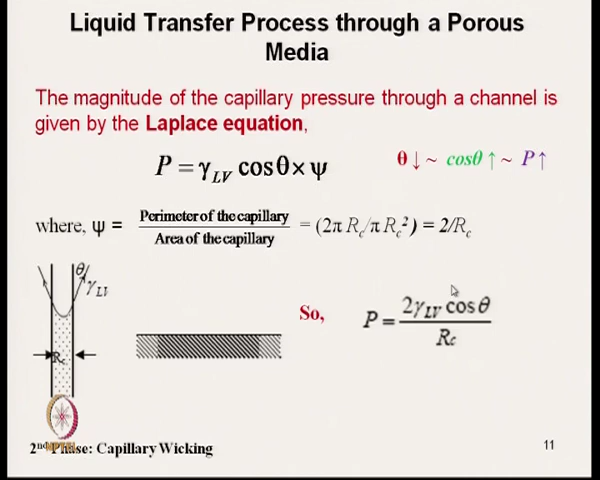 Liquid Transfer Process through a Porous
Media
The magnitude of the capillary pressure through a channel is
given by the Laplace equation,
P = γLV cosθ× ψ
θ ↓ ~ cosθ ↑ ~ P ↑
where, ψ = Perimeter of the capillary / Area of the capillary = (2π Rc/π Rc²) = 2/Rc
θ
γLV
Rc
So, P = 2γLV cosθ / Rc
2nd Phase: Capillary Wicking
11